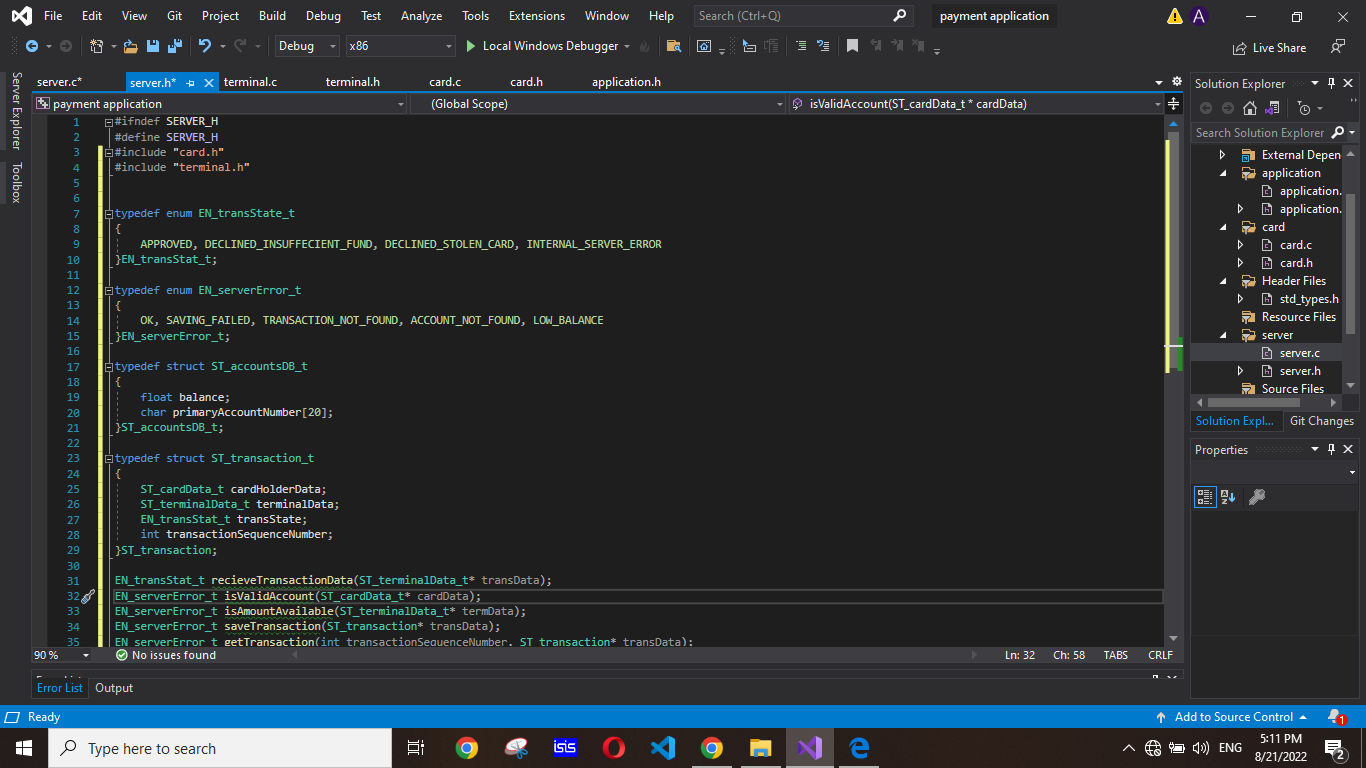 File Edit View Git Project Build Debug Test Analyze Tools Extensions Window Help Search (Ctrl+Q) payment application A
Debug x86 Local Windows Debugger Live Share
server.c* server.h* terminal.c terminal.h card.c card.h application.h
payment application (Global Scope) isValidAccount(ST_cardData_t * cardData)
1 #ifndef SERVER_H
2 #define SERVER_H
3 #include "card.h"
4 #include "terminal.h"
5
6
7 typedef enum EN_transState_t
8 {
9 APPROVED, DECLINED_INSUFFECIENT_FUND, DECLINED_STOLEN_CARD, INTERNAL_SERVER_ERROR
10 }EN_transStat_t;
11
12 typedef enum EN_serverError_t
13 {
14 OK, SAVING_FAILED, TRANSACTION_NOT_FOUND, ACCOUNT_NOT_FOUND, LOW_BALANCE
15 }EN_serverError_t;
16
17 typedef struct ST_accountsDB_t
18 {
19 float balance;
20 char primaryAccountNumber[20];
21 }ST_accountsDB_t;
22
23 typedef struct ST_transaction_t
24 {
25 ST_cardData_t cardHolderData;
26 ST_terminalData_t terminalData;
27 EN_transStat_t transState;
28 int transactionSequenceNumber;
29 }ST_transaction;
30
31 EN_transStat_t recieveTransactionData(ST_terminalData_t* transData);
32 EN_serverError_t isValidAccount(ST_cardData_t* cardData);
33 EN_serverError_t isAmountAvailable(ST_terminalData_t* termData);
34 EN_serverError_t saveTransaction(ST_transaction* transData);
35 EN_serverError_t getTransaction(int transactionSequenceNumber, ST_transaction* transData);
90 % No issues found Ln: 32 Ch: 58 TABS CRLF
Error List
Error List Output
Server Explorer
Toolbox
Solution Explorer
Search Solution Explorer
External Depen
application
application.
application.
card
card.c
card.h
Header Files
std_types.h
Resource Files
server
server.c
server.h
Source Files
Solution Expl... Git Changes
Properties
Ready Add to Source Control 1
Type here to search isis ENG 5:11 PM
8/21/2022 2